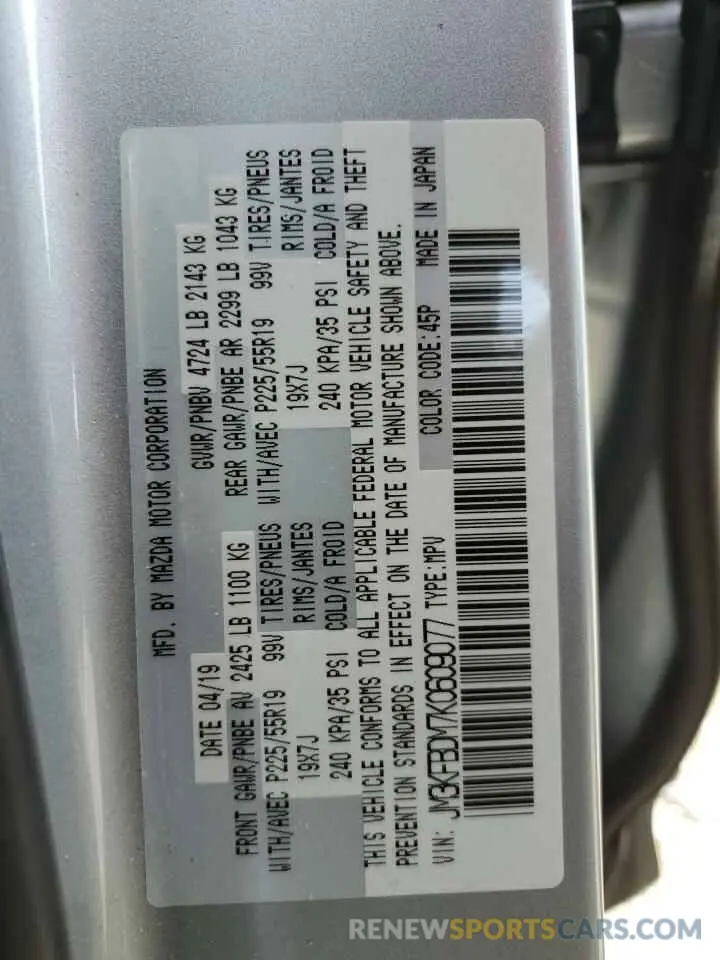 MFD. BY MAZDA MOTOR CORPORATION
DATE 04/19 GVWR/PNBV 4724 LB 2143 KG
FRONT GAWR/PNBE AV 2425 LB 1100 KG REAR GAWR/PNBE AR 2299 LB 1043 KG
WITH/AVEC P225/55R19 99V TIRES/PNEUS WITH/AVEC P225/55R19 99V TIRES/PNEUS
19X7J RIMS/JANTES 19X7J RIMS/JANTES
240 KPA/35 PSI COLD/A FROID 240 KPA/35 PSI COLD/A FROID
THIS VEHICLE CONFORMS TO ALL APPLICABLE FEDERAL MOTOR VEHICLE SAFETY AND THEFT
PREVENTION STANDARDS IN EFFECT ON THE DATE OF MANUFACTURE SHOWN ABOVE.
VIN: JM3KFBDM7K0609077 TYPE:MPV COLOR CODE:45P MADE IN JAPAN
RENEWSPORTSCARS.COM